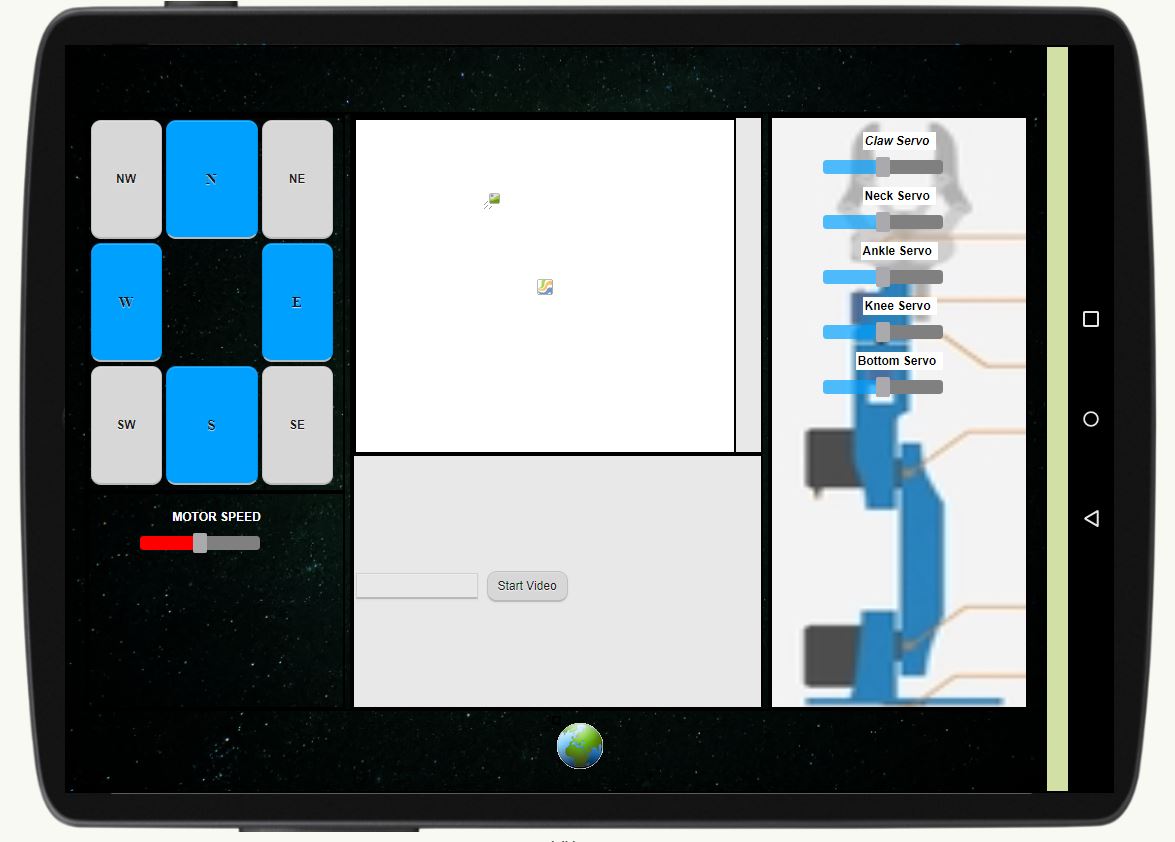 NW
N
NE
W
E
SW
S
SE
MOTOR SPEED
Start Video
Claw Servo
Neck Servo
Ankle Servo
Knee Servo
Bottom Servo